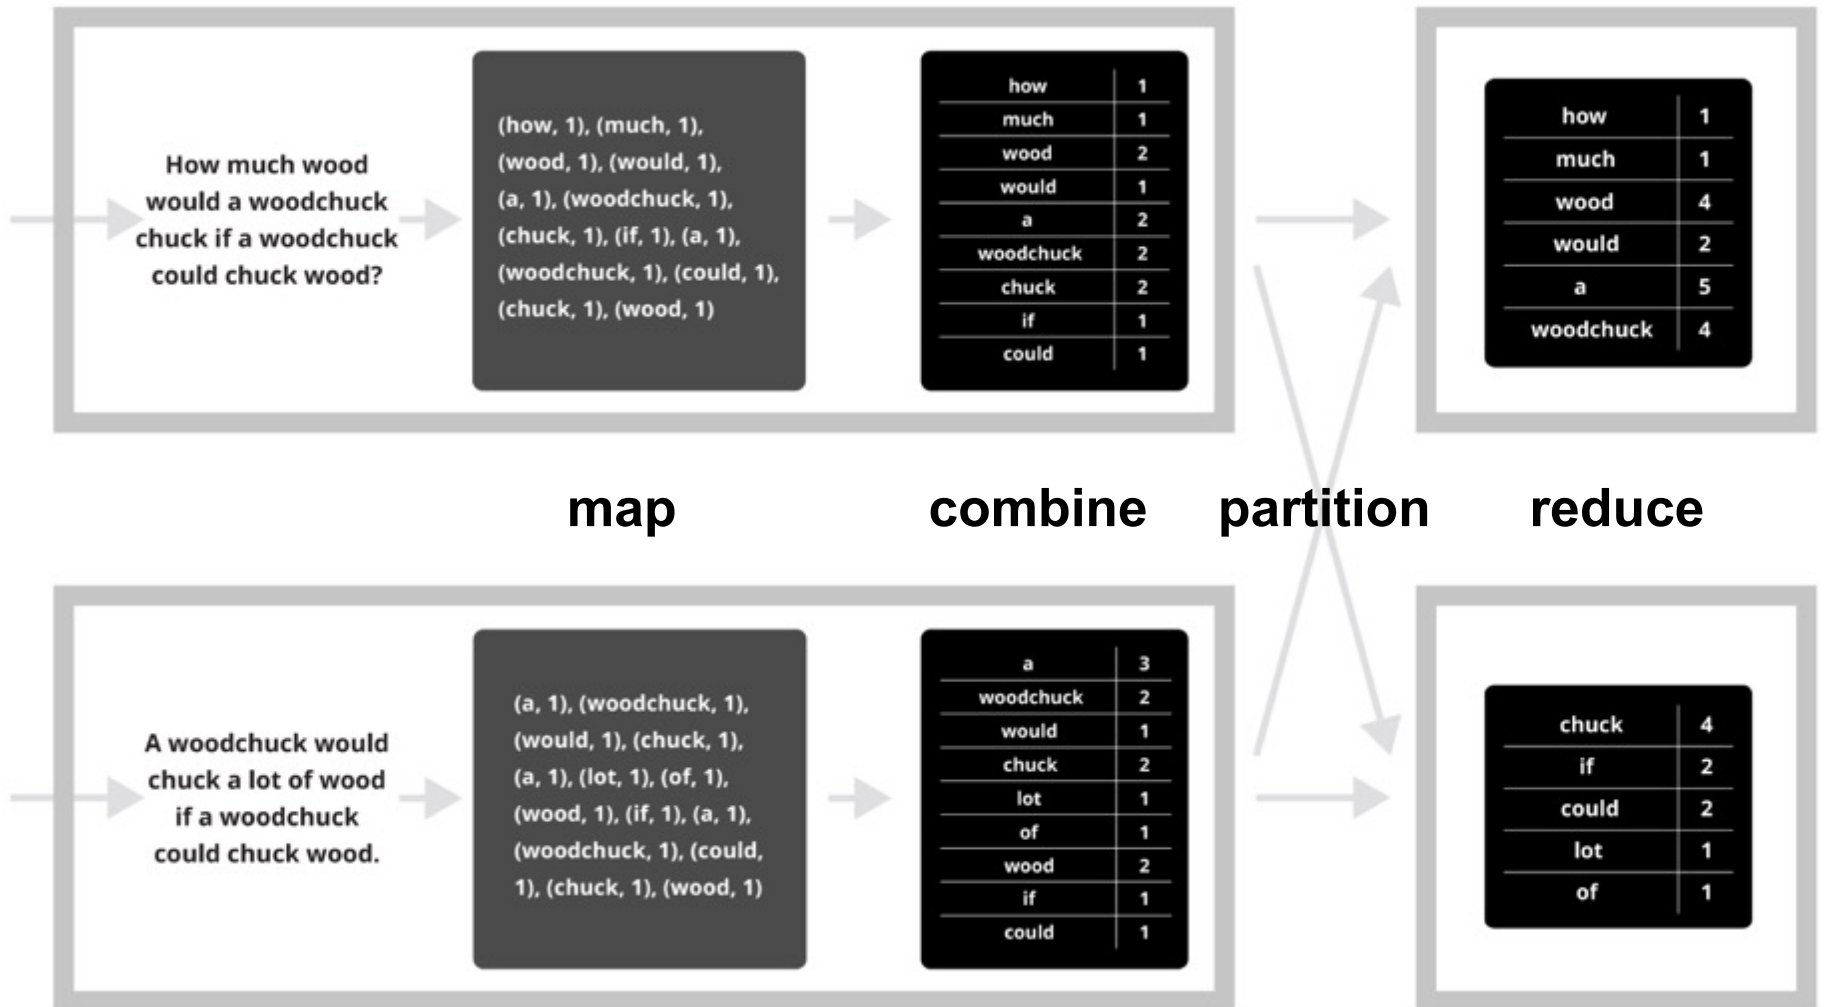 How much wood
would a woodchuck
chuck if a woodchuck
could chuck wood?
(how, 1), (much, 1),
(wood, 1), (would, 1),
(a, 1), (woodchuck, 1),
(chuck, 1), (if, 1), (a, 1),
(woodchuck, 1), (could, 1),
(chuck, 1), (wood, 1)
how 1
much 1
wood 2
would 1
a 2
woodchuck 2
chuck 2
if 1
could 1
how 1
much 1
wood 4
would 2
a 5
woodchuck 4
map combine partition reduce
A woodchuck would
chuck a lot of wood
if a woodchuck
could chuck wood.
(a, 1), (woodchuck, 1),
(would, 1), (chuck, 1),
(a, 1), (lot, 1), (of, 1),
(wood, 1), (if, 1), (a, 1),
(woodchuck, 1), (could,
1), (chuck, 1), (wood, 1)
a 3
woodchuck 2
would 1
chuck 2
lot 1
of 1
wood 2
if 1
could 1
chuck 4
if 2
could 2
lot 1
of 1